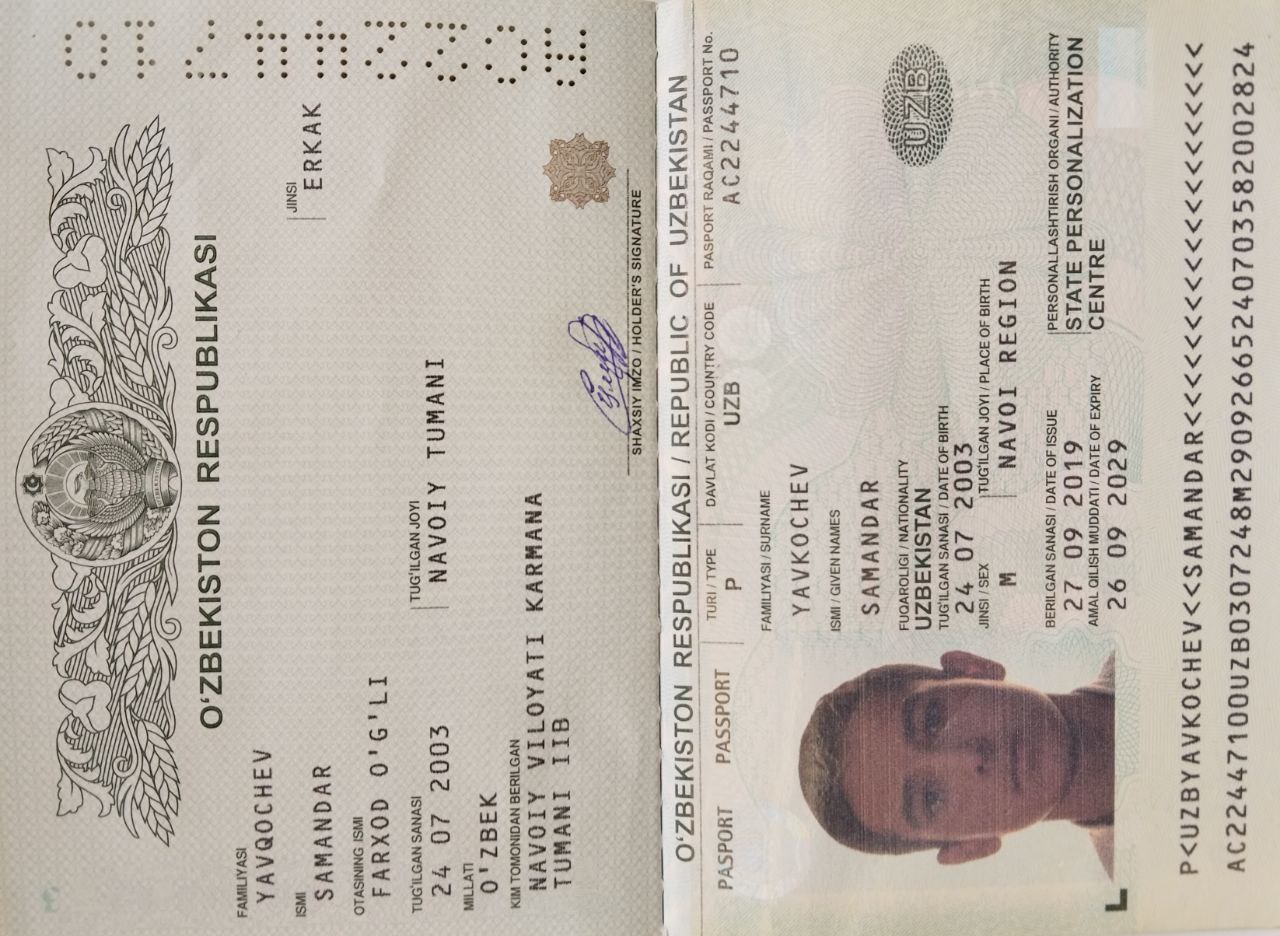 AC2244710
3
O‘ZBEKISTON RESPUBLIKASI
FAMILIYASI
YAVQOCHEV
JINSI
ERKAK
ISMI
SAMANDAR
OTASINING ISMI
FARXOD O'G'LI
TUG'ILGAN SANASI
24 07 2003
TUG'ILGAN JOYI
NAVOIY TUMANI
MILLATI
O'ZBEK
KIM TOMONIDAN BERILGAN
NAVOIY VILOYATI KARMANA
TUMANI IIB
SHAXSIY IMZO / HOLDER'S SIGNATURE
O‘ZBEKISTON RESPUBLIKASI / REPUBLIC OF UZBEKISTAN
PASPORT PASSPORT
TURI / TYPE
P
DAVLAT KODI / COUNTRY CODE
UZB
PASPORT RAQAMI / PASSPORT No.
AC2244710
FAMILIYASI / SURNAME
YAVKOCHEV
ISMI / GIVEN NAMES
SAMANDAR
FUQAROLIGI / NATIONALITY
UZBEKISTAN
UZB
TUG'ILGAN SANASI / DATE OF BIRTH
24 07 2003
JINSI / SEX
M
TUG'ILGAN JOYI / PLACE OF BIRTH
NAVOI REGION
BERILGAN SANASI / DATE OF ISSUE
27 09 2019
PERSONALLASHTIRISH ORGANI / AUTHORITY
STATE PERSONALIZATION
CENTRE
AMAL QILISH MUDDATI / DATE OF EXPIRY
26 09 2029
P<UZBYAVKOCHEV<<SAMANDAR<<<<<<<<<<<<<<<<<<<<
AC22447100UZB0307248M29092665240703582002824